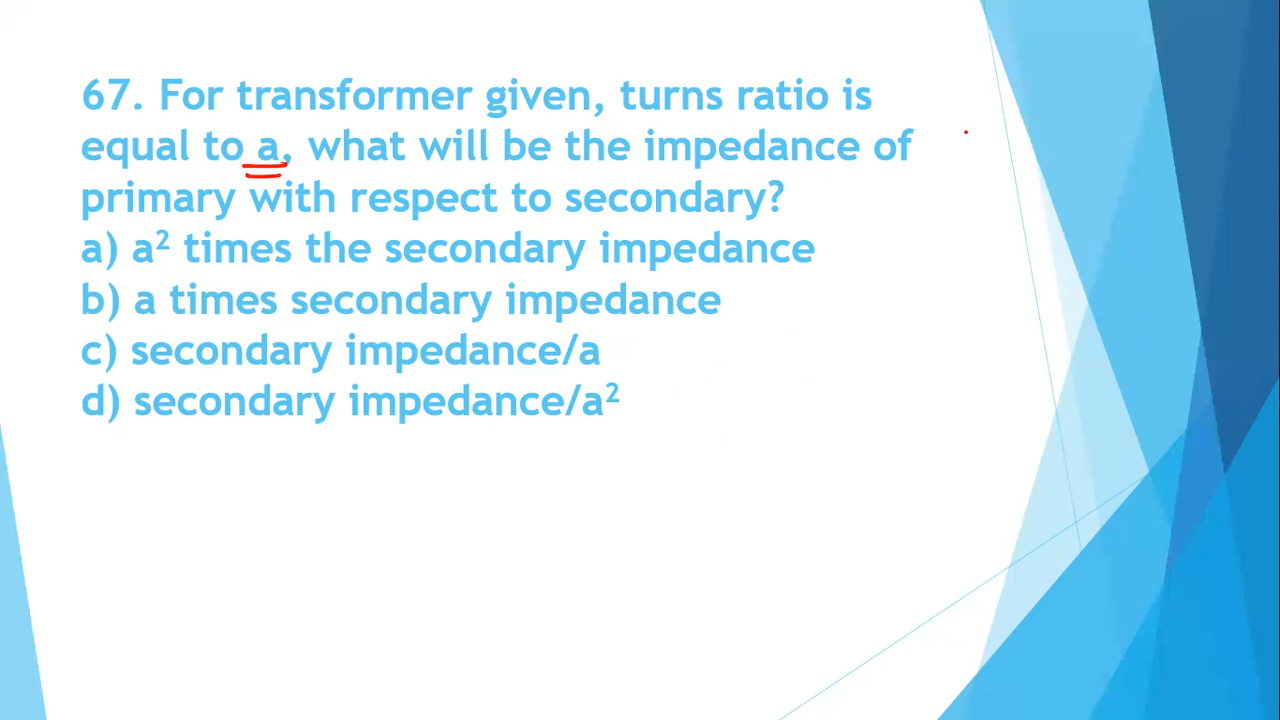 67. For transformer given, turns ratio is
equal to a, what will be the impedance of
primary with respect to secondary?
a) a² times the secondary impedance
b) a times secondary impedance
c) secondary impedance/a
d) secondary impedance/a²